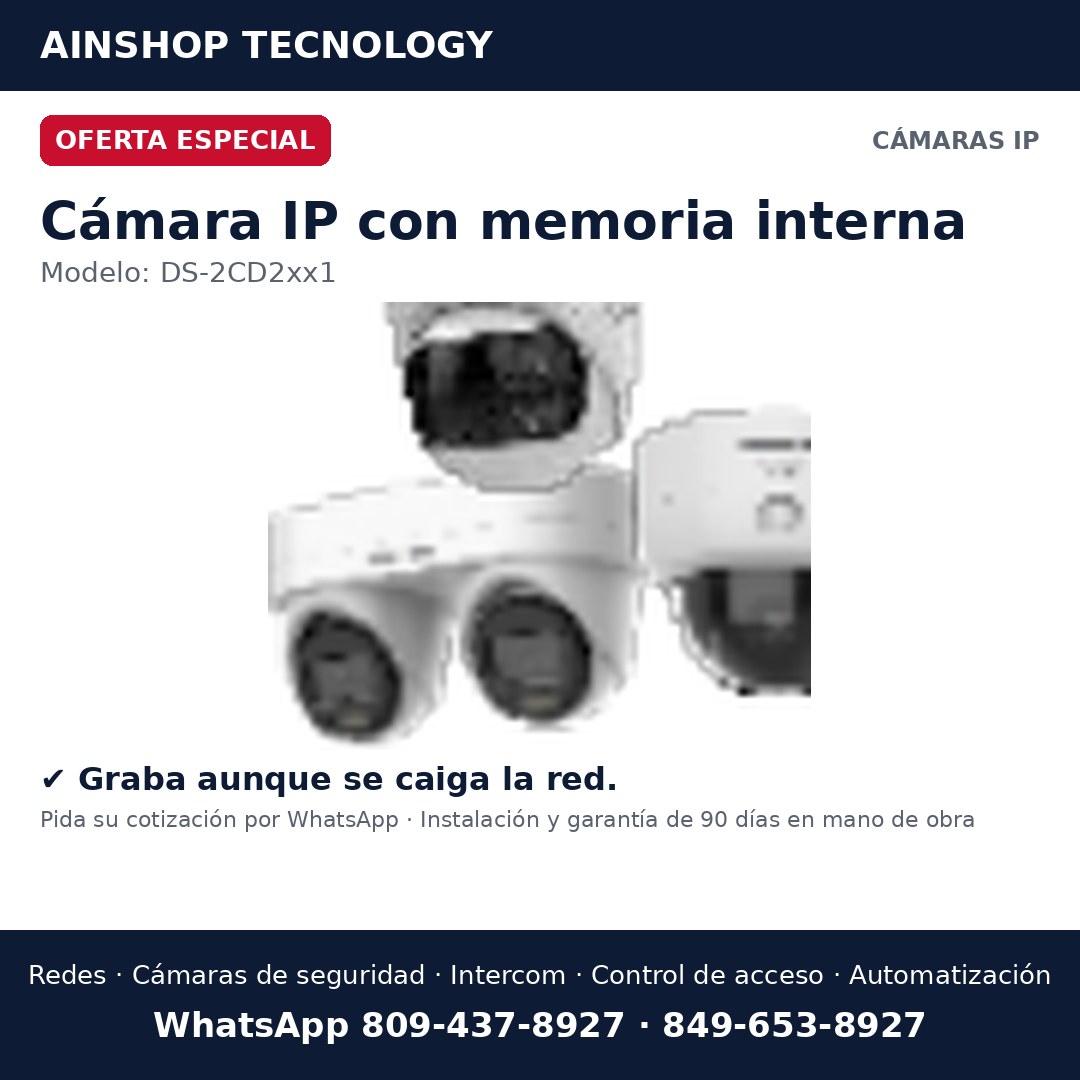 AINSHOP TECNOLOGY
OFERTA ESPECIAL
CÁMARAS IP
Cámara IP con memoria interna
Modelo: DS-2CD2xx1
✔ Graba aunque se caiga la red.
Pida su cotización por WhatsApp · Instalación y garantía de 90 días en mano de obra
Redes · Cámaras de seguridad · Intercom · Control de acceso · Automatización
WhatsApp 809-437-8927 · 849-653-8927